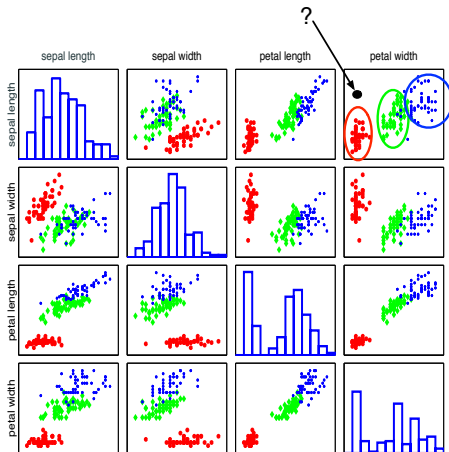 ?
sepal length sepal width petal length petal width
sepal length
sepal width
petal length
petal width